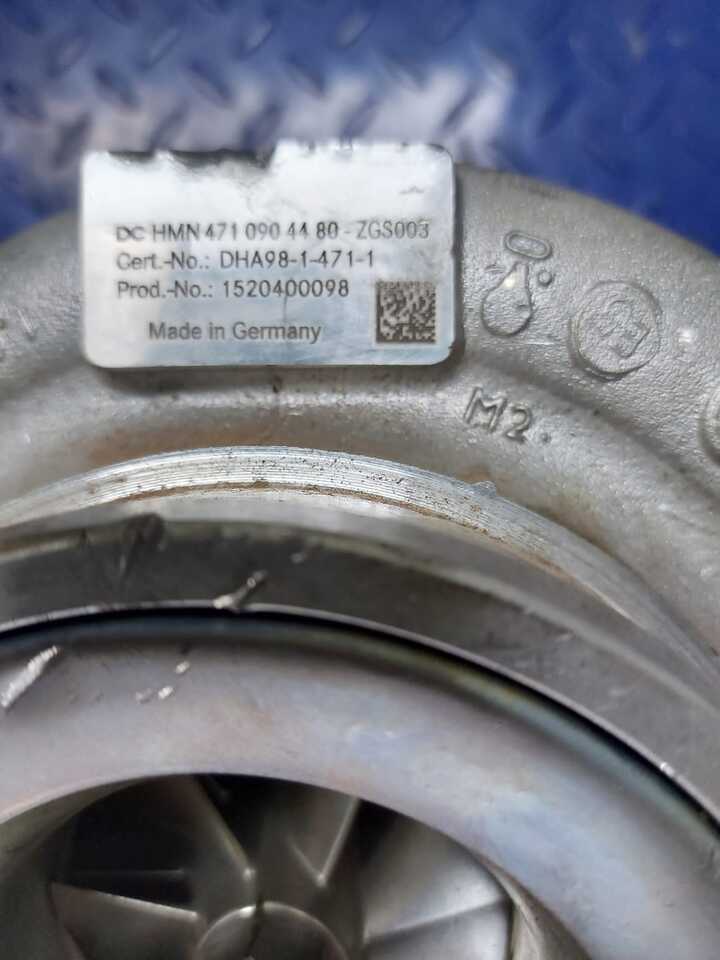 DC HMN 471 090 44 80 - ZGS003
Cert.-No.: DHA98-1-471-1
Prod.-No.: 1520400098
Made in Germany
M2.